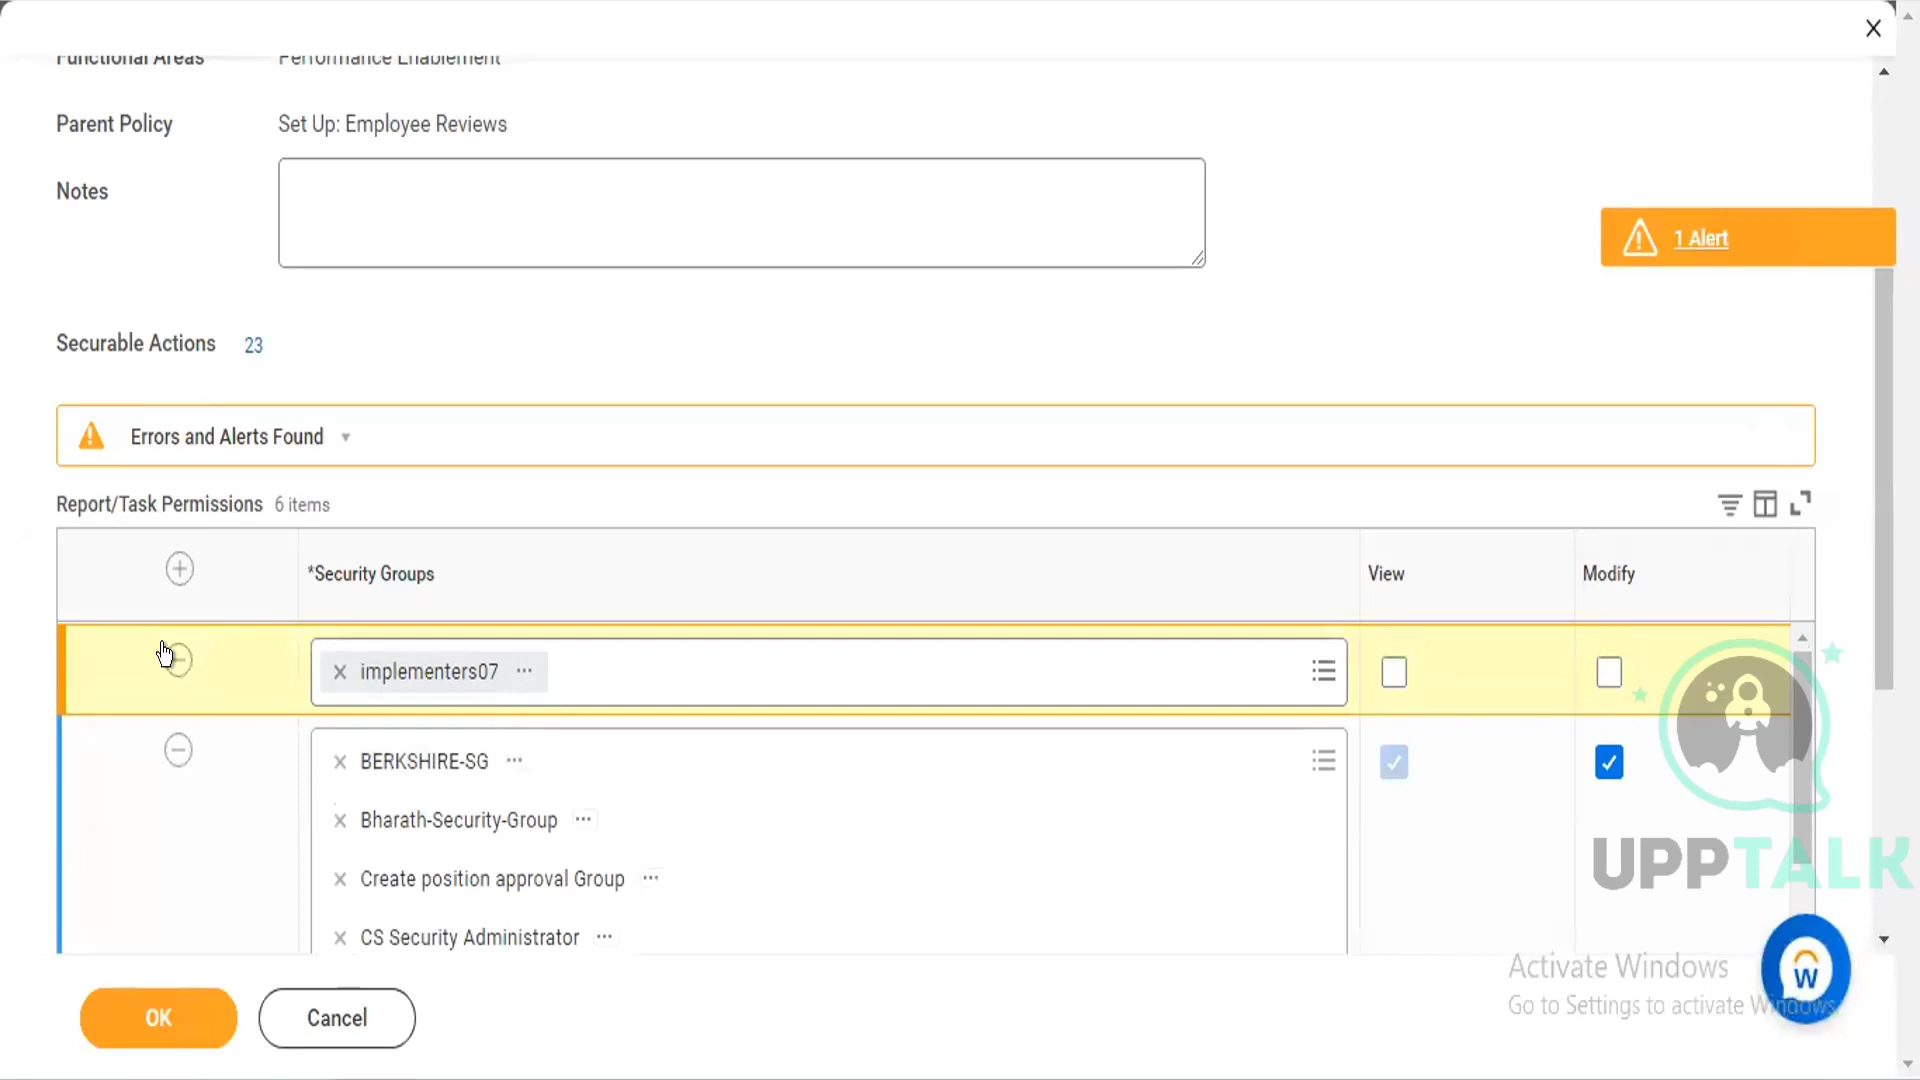 Functional Areas Performance Enablement
Parent Policy Set Up: Employee Reviews
Notes
1 Alert
Securable Actions 23
Errors and Alerts Found
Report/Task Permissions 6 items
*Security Groups View Modify
implementers07
BERKSHIRE-SG
Bharath-Security-Group
Create position approval Group
CS Security Administrator
UPPTALK
Activate Windows
Go to Settings to activate Windows.
OK Cancel